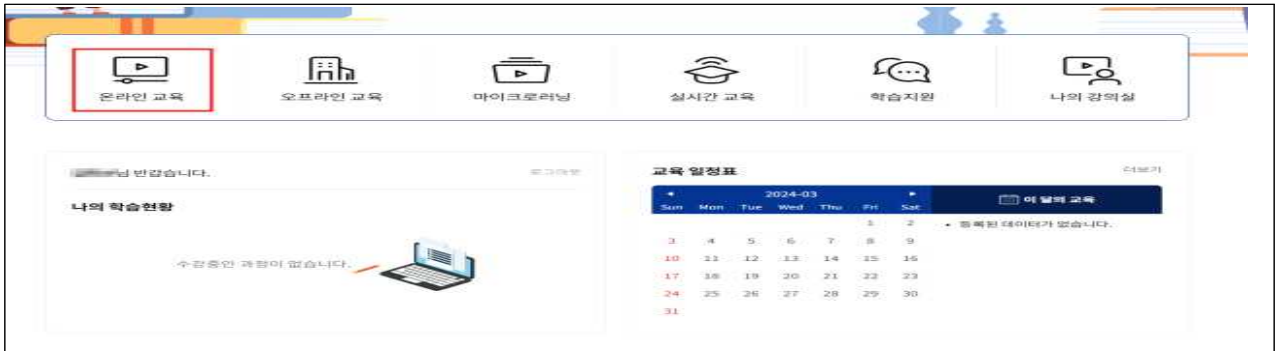 온라인 교육
오프라인 교육
마이크로러닝
실시간 교육
학습지원
나의 강의실
님 반갑습니다.
로그아웃
나의 학습현황
수강중인 과정이 없습니다.
교육 일정표
더보기
2024-03
Sun Mon Tue Wed Thu Fri Sat
1 2
3 4 5 6 7 8 9
10 11 12 13 14 15 16
17 18 19 20 21 22 23
24 25 26 27 28 29 30
31
이 달의 교육
• 등록된 데이터가 없습니다.